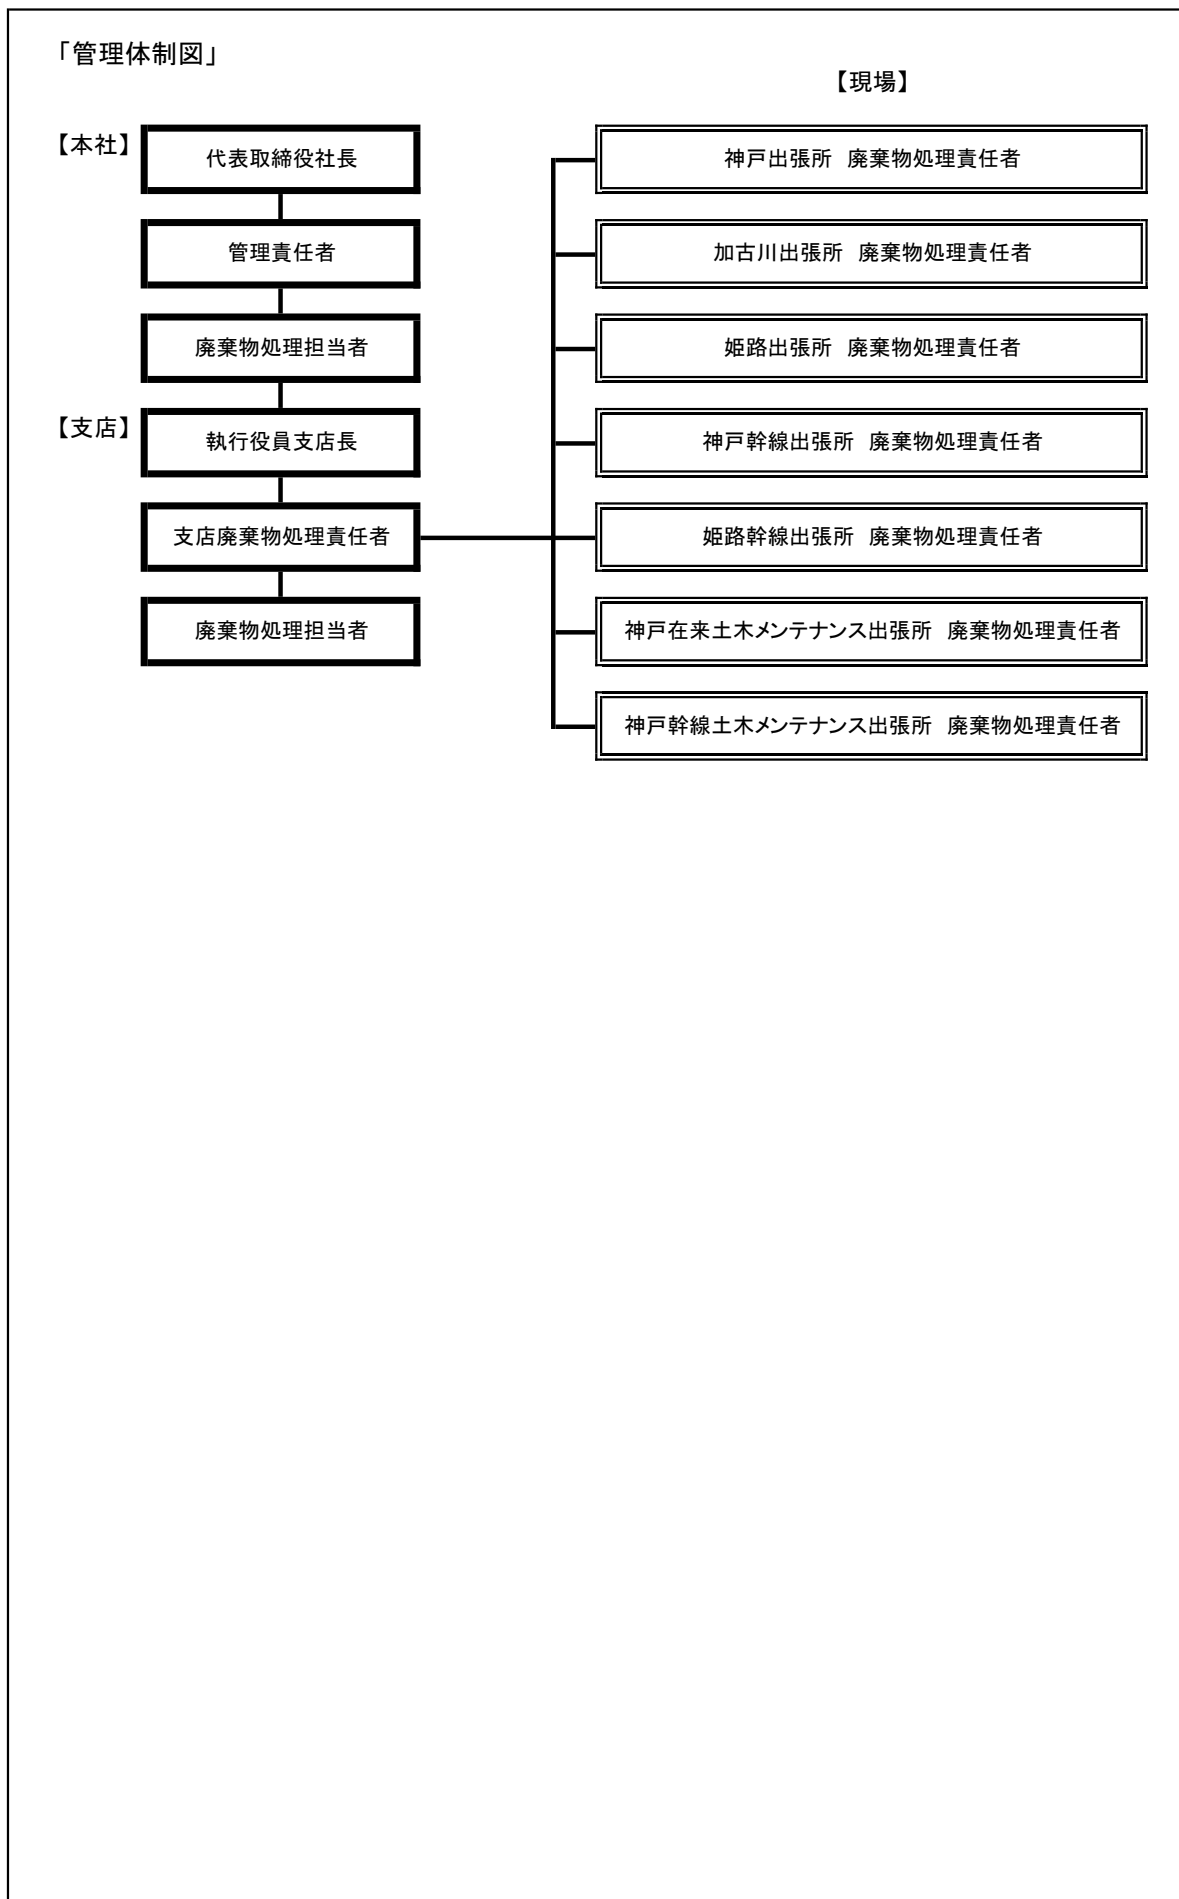 「管理体制図」
【現場】
【本社】
代表取締役社長
管理責任者
廃棄物処理担当者
【支店】
執行役員支店長
支店廃棄物処理責任者
廃棄物処理担当者
神戸出張所　廃棄物処理責任者
加古川出張所　廃棄物処理責任者
姫路出張所　廃棄物処理責任者
神戸幹線出張所　廃棄物処理責任者
姫路幹線出張所　廃棄物処理責任者
神戸在来土木メンテナンス出張所　廃棄物処理責任者
神戸幹線土木メンテナンス出張所　廃棄物処理責任者